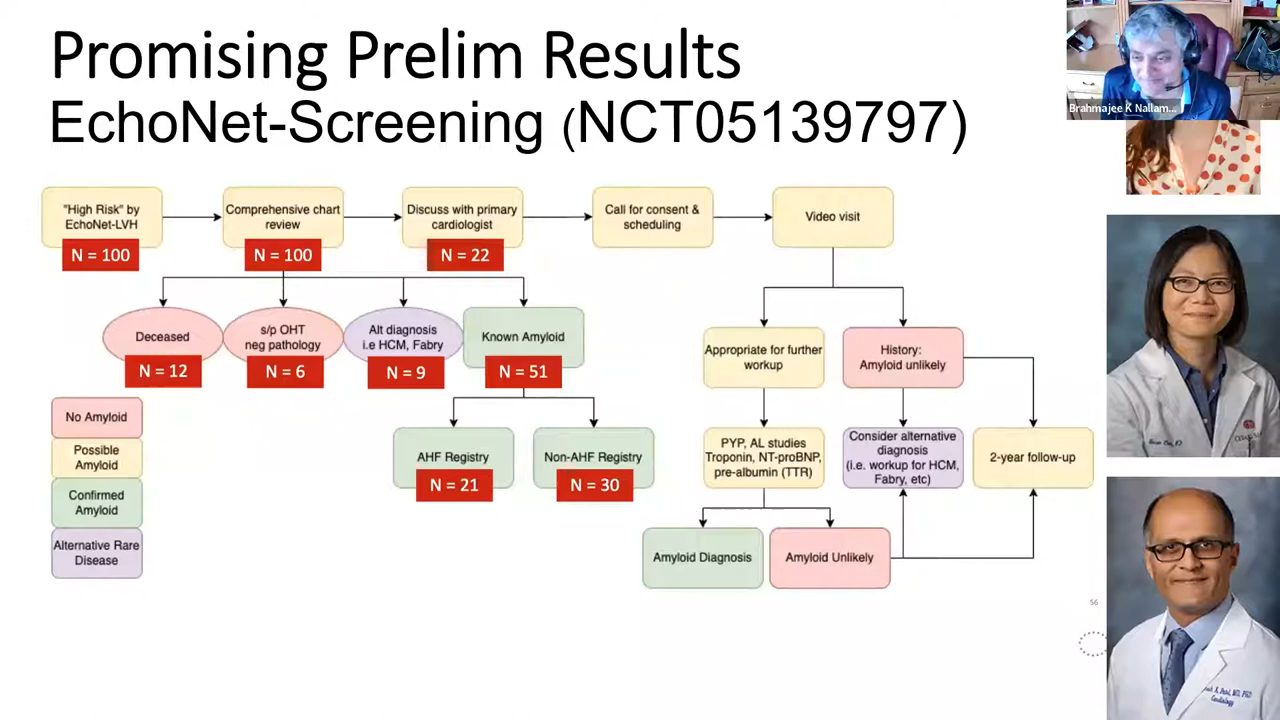 Promising Prelim Results
EchoNet-Screening (NCT05139797)
Brahmajee K Nallam...
"High Risk" by
EchoNet-LVH
N = 100
Comprehensive chart
review
N = 100
Discuss with primary
cardiologist
N = 22
Call for consent &
scheduling
Video visit
Deceased
N = 12
s/p OHT
neg pathology
N = 6
Alt diagnosis
i.e HCM, Fabry
N = 9
Known Amyloid
N = 51
Appropriate for further
workup
History:
Amyloid unlikely
No Amyloid
Possible
Amyloid
Confirmed
Amyloid
Alternative Rare
Disease
AHF Registry
N = 21
Non-AHF Registry
N = 30
PYP, AL studies
Troponin, NT-proBNP,
pre-albumin (TTR)
Consider alternative
diagnosis
(i.e. workup for HCM,
Fabry, etc)
2-year follow-up
Amyloid Diagnosis
Amyloid Unlikely
56
Cardiology